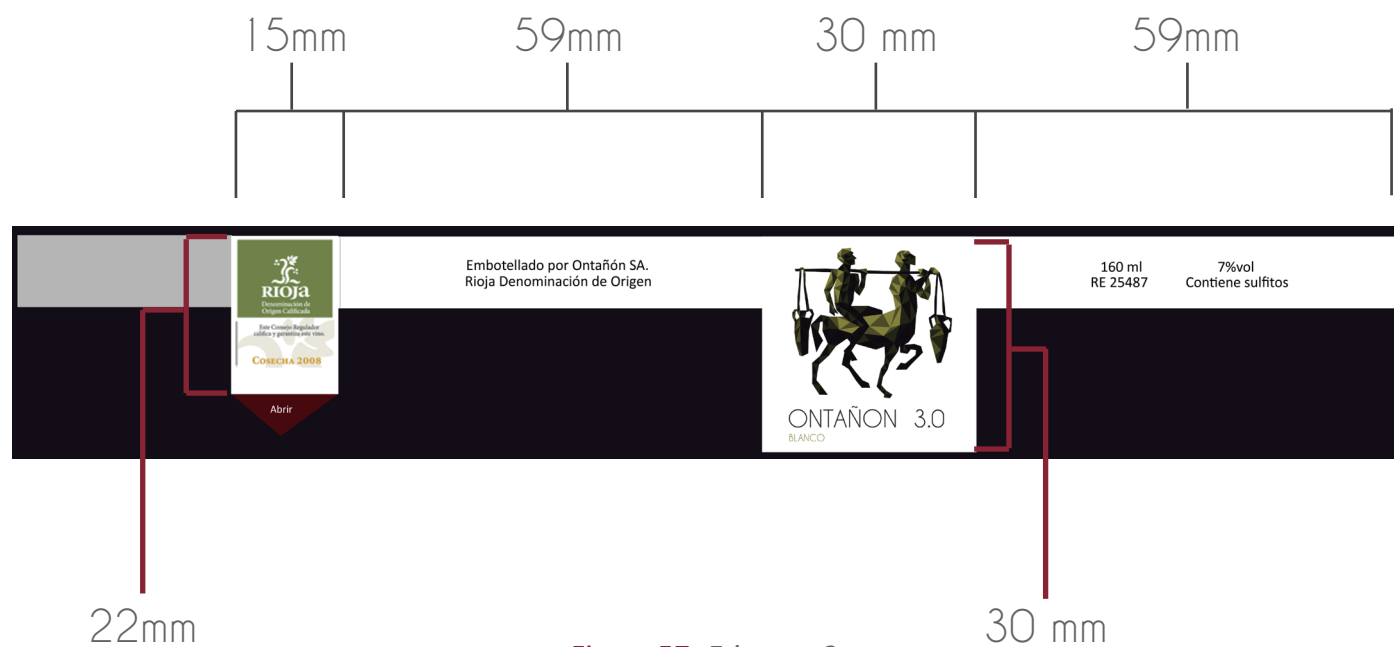 15mm
59mm
30 mm
59mm
RIOJA
Denominación de
Origen Calificada
Este Consejo Regulador
califica y garantiza este vino.
COSECHA 2008
Abrir
Embotellado por Ontañón SA.
Rioja Denominación de Origen
ONTAÑON 3.0
BLANCO
160 ml 7%vol
RE 25487 Contiene sulfitos
22mm
30 mm